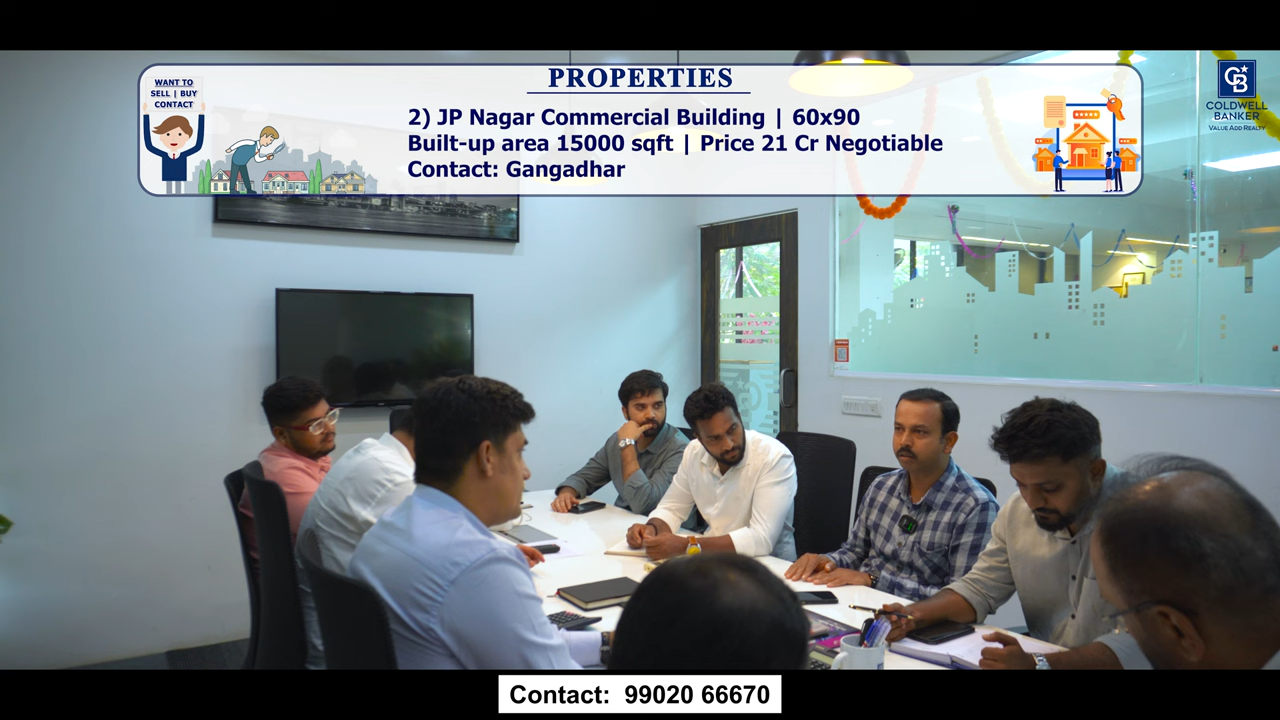 PROPERTIES
WANT TO
SELL | BUY
CONTACT
2) JP Nagar Commercial Building | 60x90
Built-up area 15000 sqft | Price 21 Cr Negotiable
Contact: Gangadhar
CB
COLDWELL
BANKER
VALUE ADD REALTY
Contact: 99020 66670